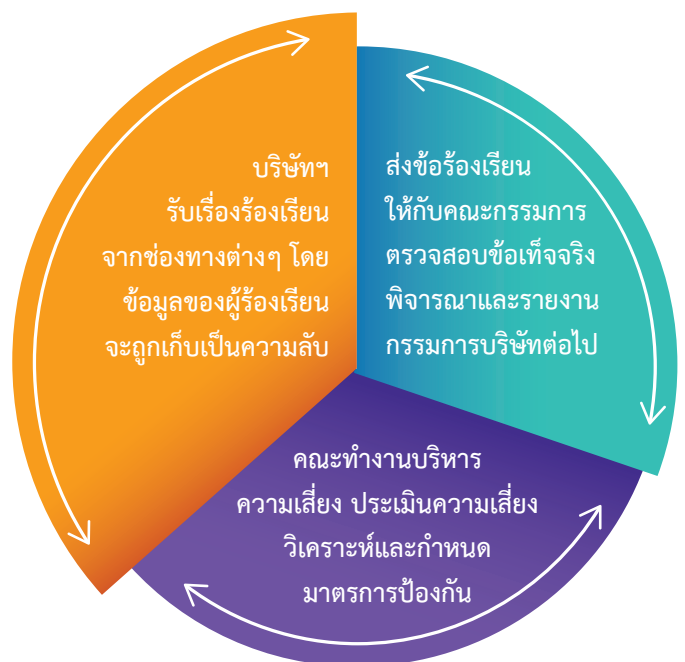 บริษัทฯ
รับเรื่องร้องเรียน
จากช่องทางต่างๆ โดย
ข้อมูลของผู้ร้องเรียน
จะถูกเก็บเป็นความลับ
ส่งข้อร้องเรียน
ให้กับคณะกรรมการ
ตรวจสอบข้อเท็จจริง
พิจารณาและรายงาน
กรรมการบริษัทต่อไป
คณะทำงานบริหาร
ความเสี่ยง ประเมินความเสี่ยง
วิเคราะห์และกำหนด
มาตรการป้องกัน